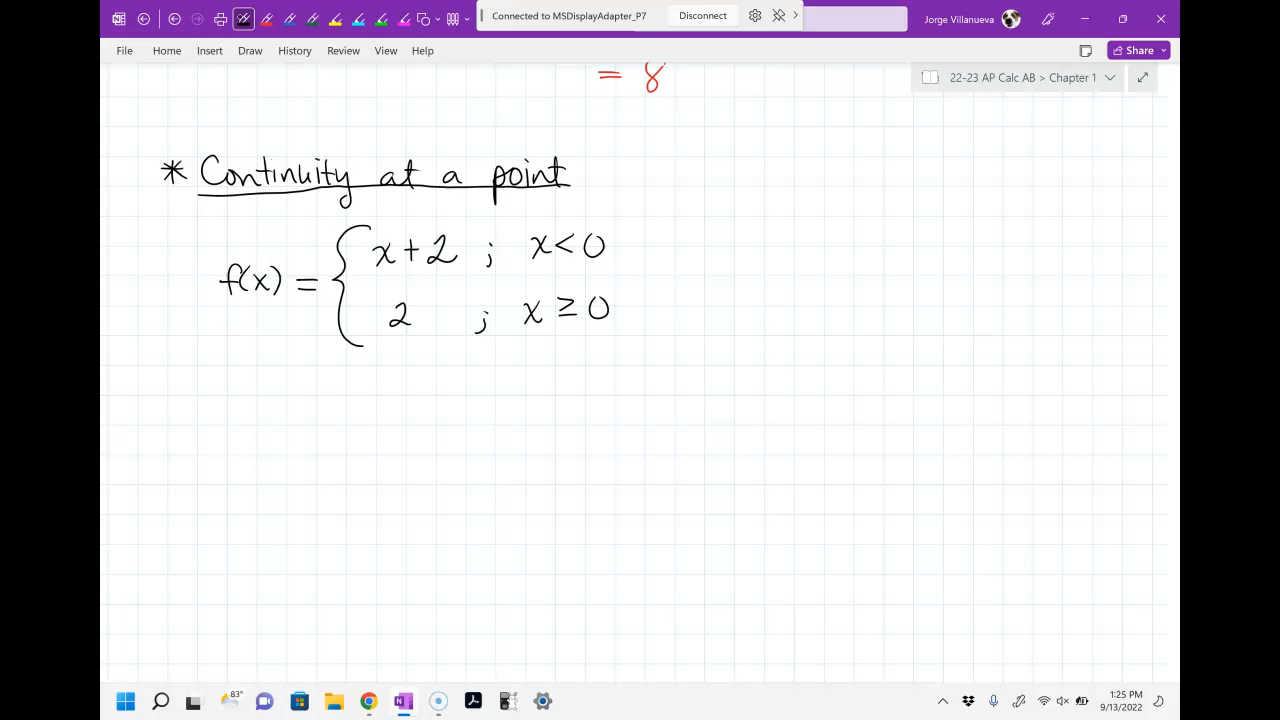 Connected to MSDisplayAdapter_P7
Disconnect
Jorge Villanueva
File Home Insert Draw History Review View Help
Share
22-23 AP Calc AB > Chapter 1
= 8
* Continuity at a point
x+2 ; x<0
f(x) = {
2 ; x ≥ 0
83°
1:25 PM
9/13/2022